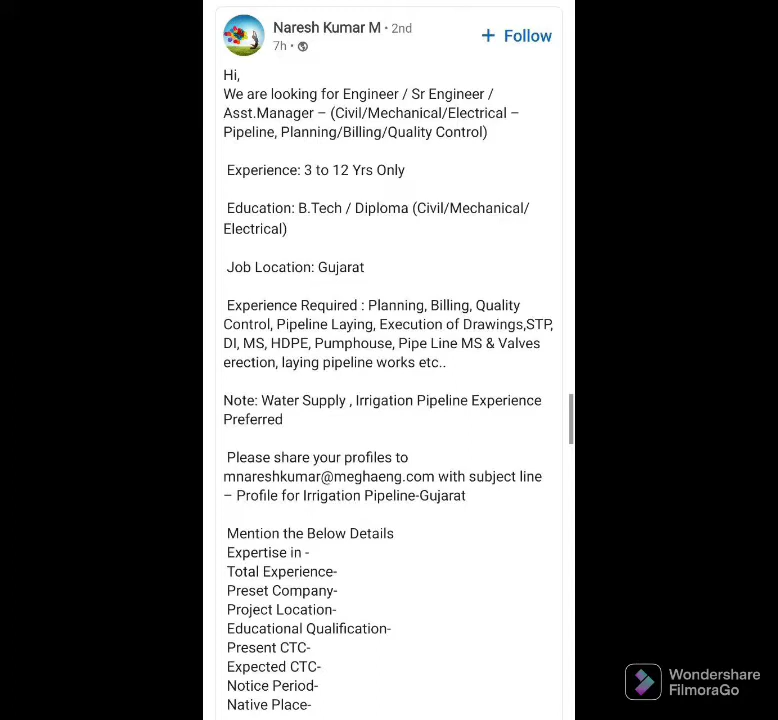 Naresh Kumar M • 2nd
7h •
+ Follow
Hi,
We are looking for Engineer / Sr Engineer /
Asst.Manager – (Civil/Mechanical/Electrical –
Pipeline, Planning/Billing/Quality Control)
Experience: 3 to 12 Yrs Only
Education: B.Tech / Diploma (Civil/Mechanical/
Electrical)
Job Location: Gujarat
Experience Required : Planning, Billing, Quality
Control, Pipeline Laying, Execution of Drawings,STP,
DI, MS, HDPE, Pumphouse, Pipe Line MS & Valves
erection, laying pipeline works etc..
Note: Water Supply , Irrigation Pipeline Experience
Preferred
Please share your profiles to
mnareshkumar@meghaeng.com with subject line
– Profile for Irrigation Pipeline-Gujarat
Mention the Below Details
Expertise in -
Total Experience-
Preset Company-
Project Location-
Educational Qualification-
Present CTC-
Expected CTC-
Notice Period-
Native Place-
Wondershare
FilmoraGo